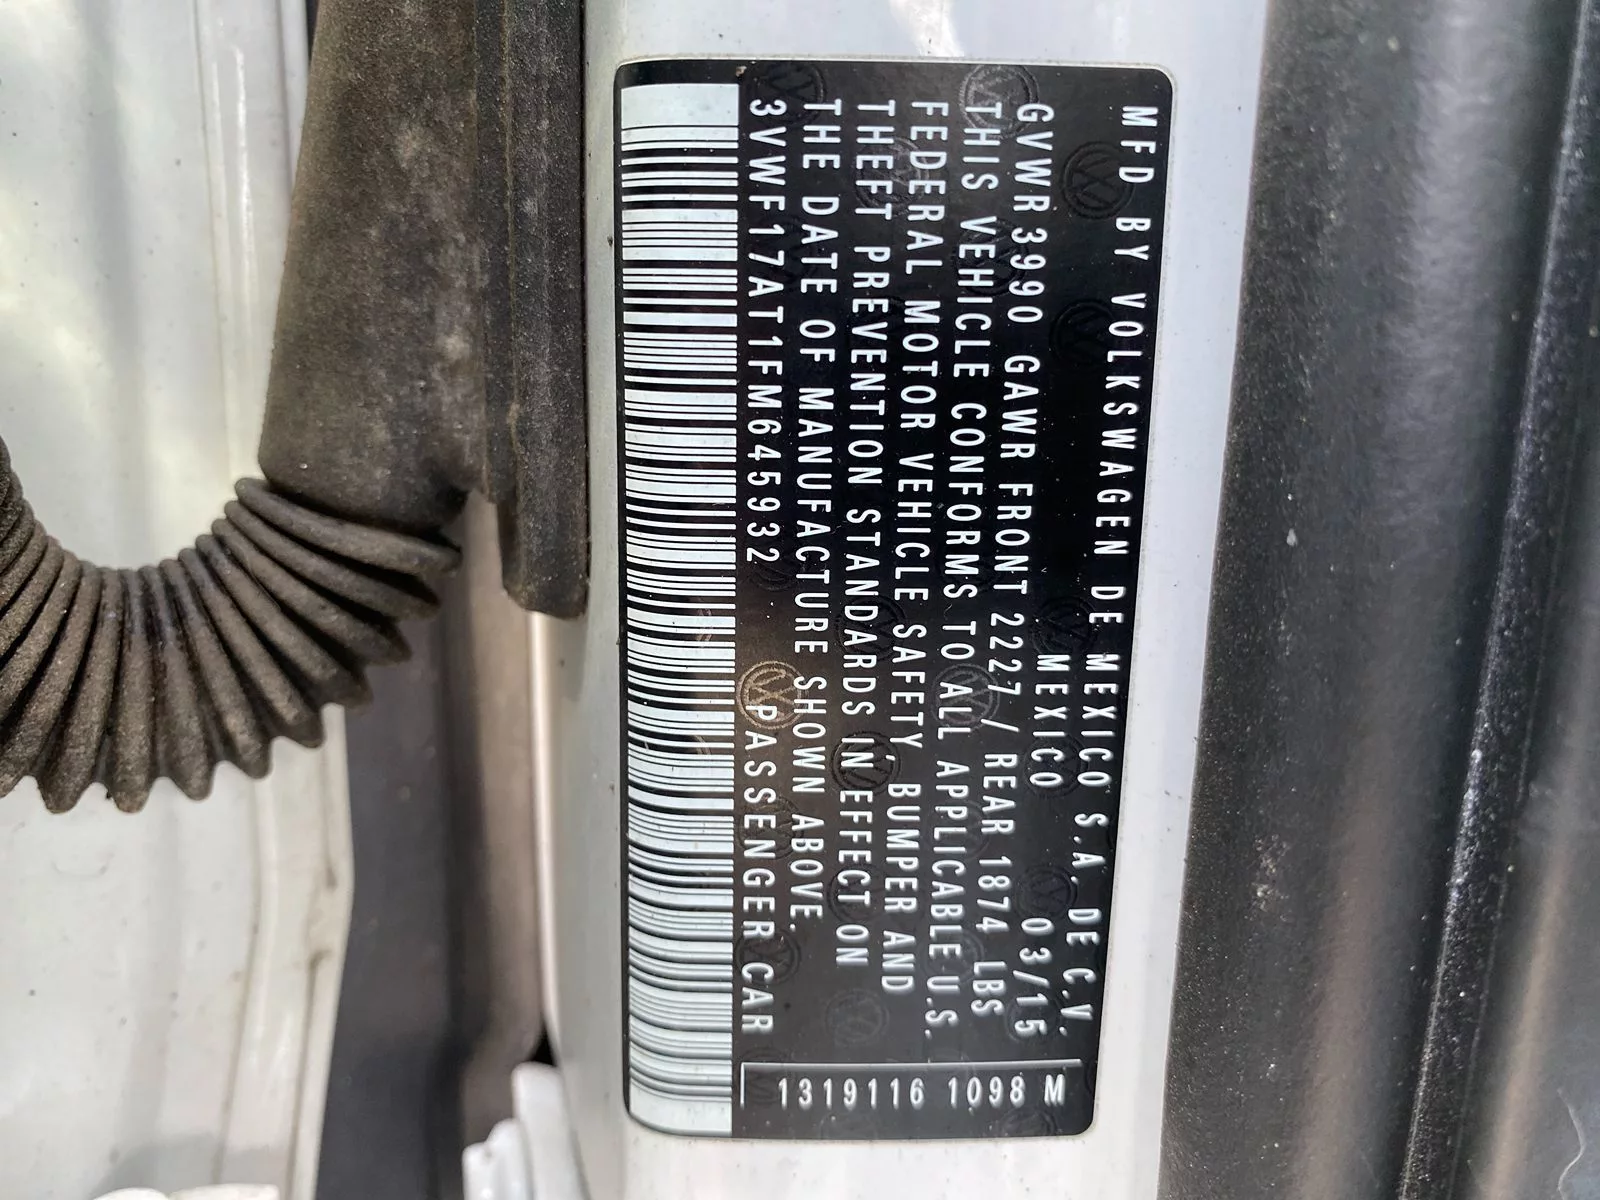 MFD BY VOLKSWAGEN DE MEXICO S.A. DE C.V.
MEXICO 03/15
GVWR 3990 GAWR FRONT 2227 / REAR 1874 LBS
THIS VEHICLE CONFORMS TO ALL APPLICABLE U.S.
FEDERAL MOTOR VEHICLE SAFETY, BUMPER AND
THEFT PREVENTION STANDARDS IN EFFECT ON
THE DATE OF MANUFACTURE SHOWN ABOVE.
3VWF17AT1FM645932 PASSENGER CAR
1319116 1098 M